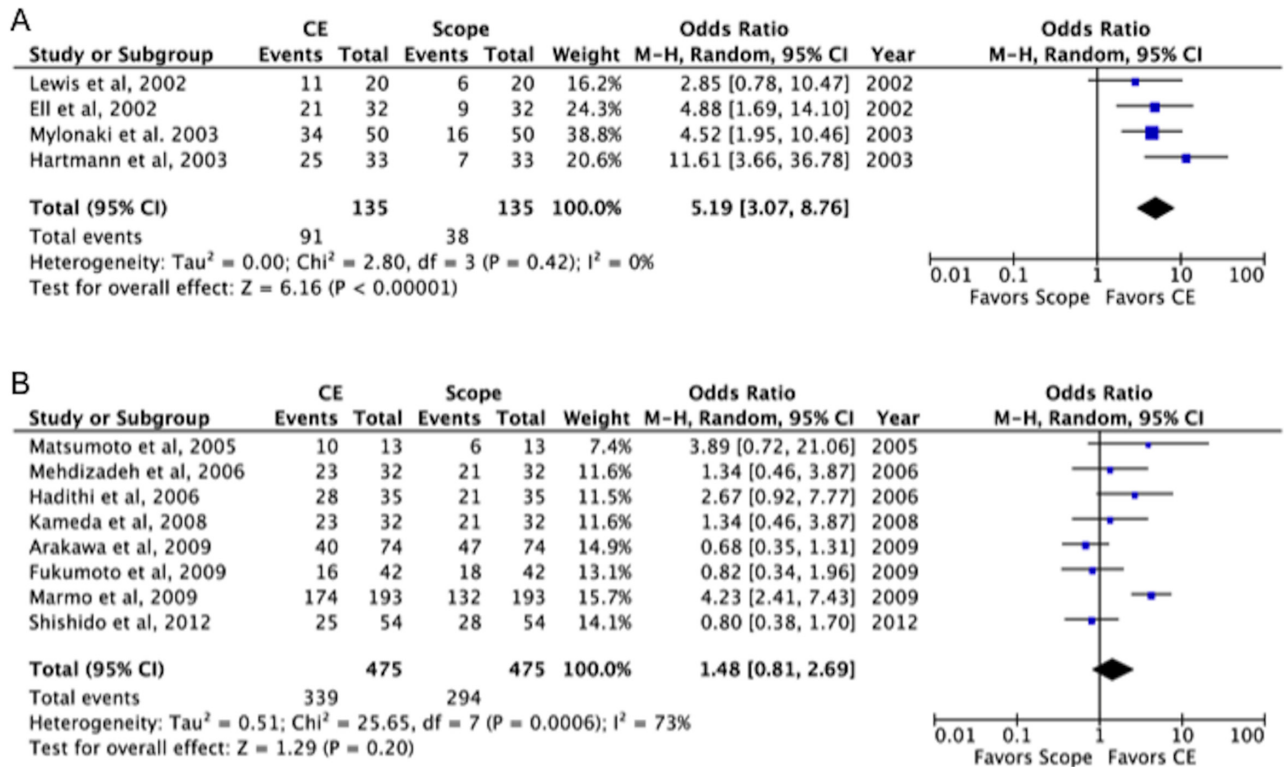 A
CE Scope Odds Ratio Odds Ratio
Study or Subgroup Events Total Events Total Weight M-H, Random, 95% CI Year M-H, Random, 95% CI
Lewis et al, 2002 11 20 6 20 16.2% 2.85 [0.78, 10.47] 2002
Ell et al, 2002 21 32 9 32 24.3% 4.88 [1.69, 14.10] 2002
Mylonaki et al. 2003 34 50 16 50 38.8% 4.52 [1.95, 10.46] 2003
Hartmann et al, 2003 25 33 7 33 20.6% 11.61 [3.66, 36.78] 2003
Total (95% CI) 135 135 100.0% 5.19 [3.07, 8.76]
Total events 91 38
Heterogeneity: Tau² = 0.00; Chi² = 2.80, df = 3 (P = 0.42); I² = 0%
Test for overall effect: Z = 6.16 (P < 0.00001)
0.01 0.1 1 10 100
Favors Scope Favors CE
B
CE Scope Odds Ratio Odds Ratio
Study or Subgroup Events Total Events Total Weight M-H, Random, 95% CI Year M-H, Random, 95% CI
Matsumoto et al, 2005 10 13 6 13 7.4% 3.89 [0.72, 21.06] 2005
Mehdizadeh et al, 2006 23 32 21 32 11.6% 1.34 [0.46, 3.87] 2006
Hadithi et al, 2006 28 35 21 35 11.5% 2.67 [0.92, 7.77] 2006
Kameda et al, 2008 23 32 21 32 11.6% 1.34 [0.46, 3.87] 2008
Arakawa et al, 2009 40 74 47 74 14.9% 0.68 [0.35, 1.31] 2009
Fukumoto et al, 2009 16 42 18 42 13.1% 0.82 [0.34, 1.96] 2009
Marmo et al, 2009 174 193 132 193 15.7% 4.23 [2.41, 7.43] 2009
Shishido et al, 2012 25 54 28 54 14.1% 0.80 [0.38, 1.70] 2012
Total (95% CI) 475 475 100.0% 1.48 [0.81, 2.69]
Total events 339 294
Heterogeneity: Tau² = 0.51; Chi² = 25.65, df = 7 (P = 0.0006); I² = 73%
Test for overall effect: Z = 1.29 (P = 0.20)
0.01 0.1 1 10 100
Favors Scope Favors CE